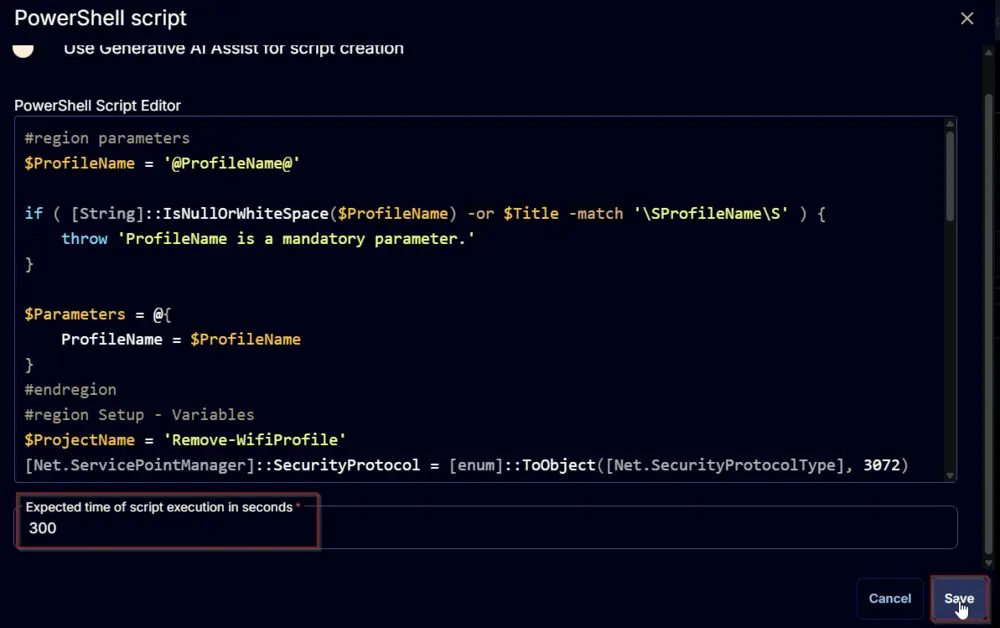 PowerShell script
Use Generative AI Assist for script creation
PowerShell Script Editor
#region parameters
$ProfileName = '@ProfileName@'
if ( [String]::IsNullOrWhiteSpace($ProfileName) -or $Title -match '\SProfileName\S' ) {
    throw 'ProfileName is a mandatory parameter.'
}
$Parameters = @{
    ProfileName = $ProfileName
}
#endregion
#region Setup - Variables
$ProjectName = 'Remove-WifiProfile'
[Net.ServicePointManager]::SecurityProtocol = [enum]::ToObject([Net.SecurityProtocolType], 3072)
Expected time of script execution in seconds *
300
Cancel
Save